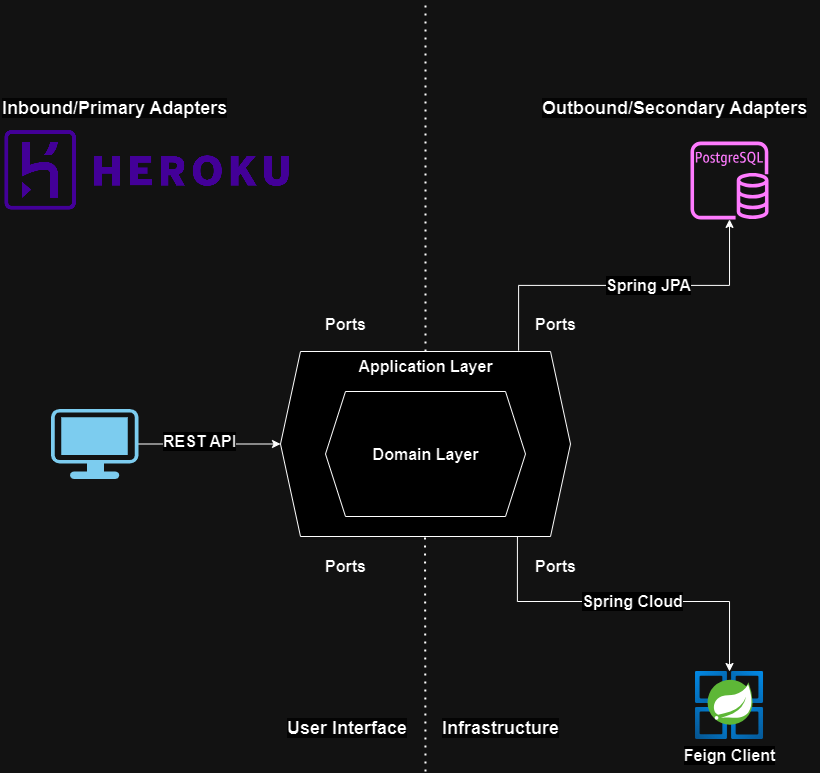 Inbound/Primary Adapters
Outbound/Secondary Adapters
HEROKU
PostgreSQL
Spring JPA
Ports
Ports
Application Layer
REST API
Domain Layer
Ports
Ports
Spring Cloud
User Interface
Infrastructure
Feign Client